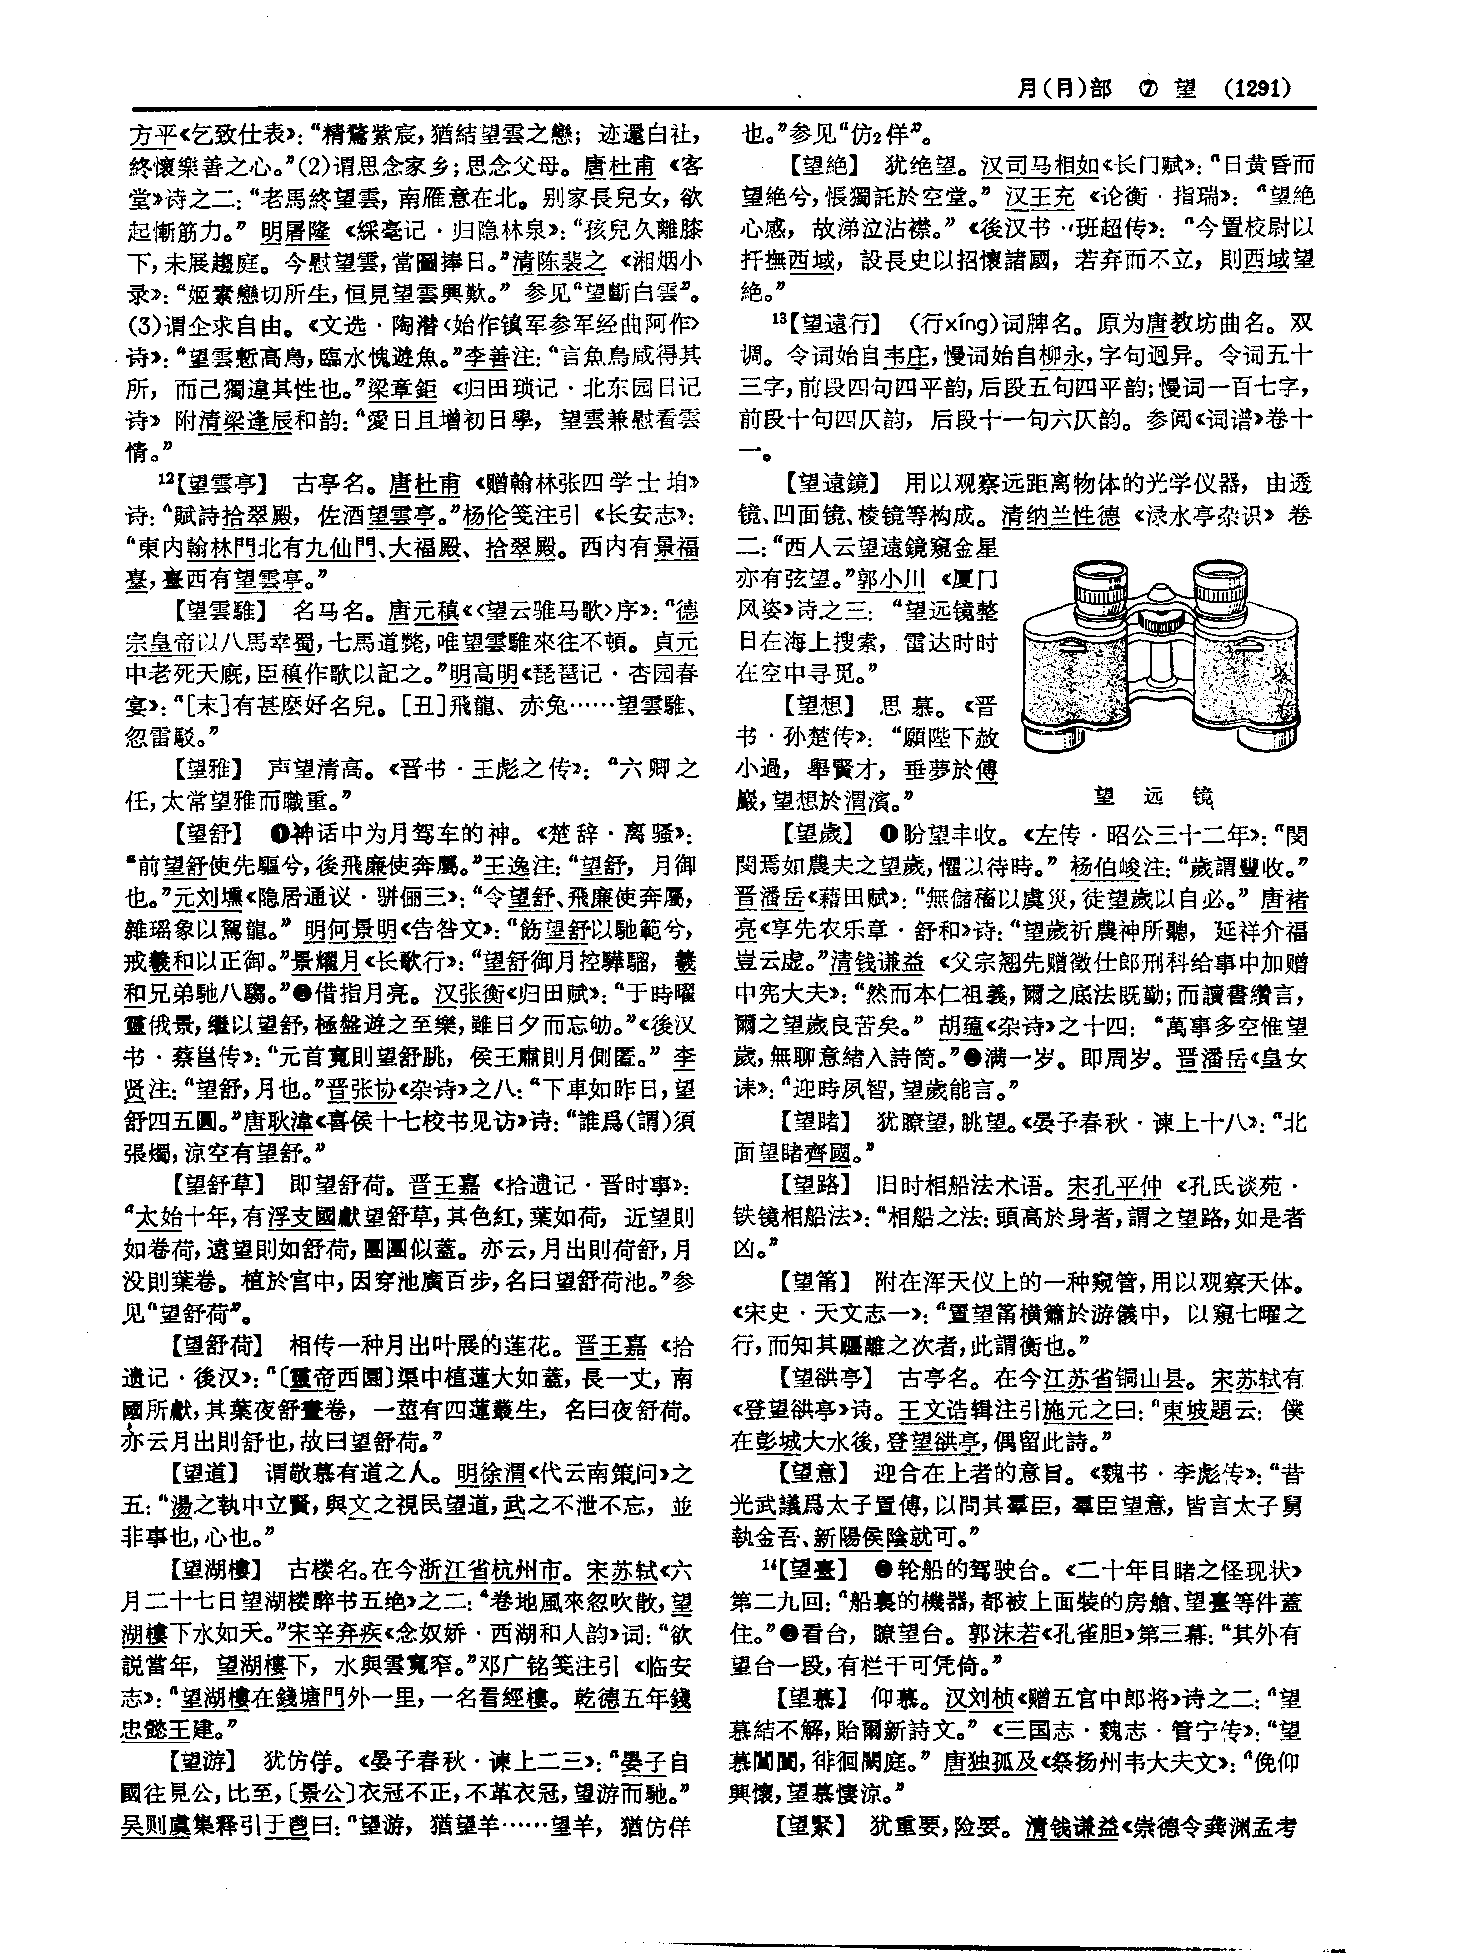 月(月)部　⑦　望　(1291)
方平《乞致仕表》：“精騖紫宸，猶結望雲之戀；迹還白社，
終懷樂善之心。”(2)谓思念家乡；思念父母。唐杜甫《客
堂》诗之二：“老馬終望雲，南雁意在北。别家長兒女，欲
起慚筋力。”明屠隆《綵毫记·归隐林泉》：“孩兒久離膝
下，未展趨庭。今慰望雲，當圖捧日。”清陈裴之《湘烟小
录》：“姬素戀切所生，恒見望雲興歎。”参见“望斷白雲”。
(3)谓企求自由。《文选·陶潜〈始作镇军参军经曲阿作〉
诗》：“望雲慙高鳥，臨水愧遊魚。”李善注：“言魚鳥咸得其
所，而己獨違其性也。”梁章鉅《归田琐记·北东园日记
诗》附清梁逢辰和韵：“愛日且增初日學，望雲兼慰看雲
情。”
12【望雲亭】　古亭名。唐杜甫《赠翰林张四学士垍》
诗：“賦詩拾翠殿，佐酒望雲亭。”杨伦笺注引《长安志》：
“東内翰林門北有九仙門、大福殿、拾翠殿。西内有景福
臺，臺西有望雲亭。”
【望雲騅】　名马名。唐元稹《〈望云骓马歌〉序》：“德
宗皇帝以八馬幸蜀，七馬道斃，唯望雲騅來往不頓。貞元
中老死天廐，臣稹作歌以記之。”明高明《琵琶记·杏园春
宴》：“[末]有甚麽好名兒。[丑]飛龍、赤兔……望雲騅、
忽雷駁。”
【望雅】　声望清高。《晋书·王彪之传》：“六卿之
任，太常望雅而職重。”
【望舒】　❶神话中为月驾车的神。《楚辞·离骚》：
“前望舒使先驅兮，後飛廉使奔屬。”王逸注：“望舒，月御
也。”元刘壎《隐居通议·骈俪三》：“令望舒、飛廉使奔屬，
雜瑶象以駕龍。”明何景明《告咎文》：“飭望舒以馳範兮，
戒羲和以正御。”景耀月《长歌行》：“望舒御月控驊騮，羲
和兄弟馳八騶。”❷借指月亮。汉张衡《归田赋》：“于時曜
靈俄景，繼以望舒，極盤遊之至樂，雖日夕而忘劬。”《後汉
书·蔡邕传》：“元首寬則望舒朓，侯王肅則月側匿。”李
贤注：“望舒，月也。”晋张协《杂诗》之八：“下車如昨日，望
舒四五圓。”唐耿湋《喜侯十七校书见访》诗：“誰爲(謂)須
張燭，涼空有望舒。”
【望舒草】　即望舒荷。晋王嘉《拾遗记·晋时事》：
“太始十年，有浮支國獻望舒草，其色紅，葉如荷，近望則
如卷荷，遠望則如舒荷，團團似蓋。亦云，月出則荷舒，月
没則葉卷。植於宫中，因穿池廣百步，名曰望舒荷池。”参
见“望舒荷”。
【望舒荷】　相传一种月出叶展的莲花。晋王嘉《拾
遗记·後汉》：“〔靈帝西園〕渠中植蓮大如蓋，長一丈，南
國所獻，其葉夜舒晝卷，一莖有四蓮叢生，名曰夜舒荷。
亦云月出則舒也，故曰望舒荷。”
【望道】　谓敬慕有道之人。明徐渭《代云南策问》之
五：“湯之執中立賢，與文之視民望道，武之不泄不忘，並
非事也，心也。”
【望湖樓】　古楼名。在今浙江省杭州市。宋苏轼《六
月二十七日望湖楼醉书五绝》之二：“卷地風來忽吹散，望
湖樓下水如天。”宋辛弃疾《念奴娇·西湖和人韵》词：“欲
説當年，望湖樓下，水與雲寬窄。”邓广铭笺注引《临安
志》：“望湖樓在錢塘門外一里，一名看經樓。乾德五年錢
忠懿王建。”
【望游】　犹仿佯。《晏子春秋·谏上二三》：“晏子自
國往見公，比至，〔景公〕衣冠不正，不革衣冠，望游而馳。”
吴则虞集释引于鬯曰：“望游，猶望羊……望羊，猶仿佯
也。”参见“仿2佯”。
【望絶】　犹绝望。汉司马相如《长门赋》：“日黄昏而
望絶兮，悵獨託於空堂。”汉王充《论衡·指瑞》：“望絶
心感，故涕泣沾襟。”《後汉书·班超传》：“今置校尉以
扞撫西域，設長史以招懷諸國，若弃而不立，則西域望
絶。”
13【望遠行】　(行xíng)词牌名。原为唐教坊曲名。双
调。令词始自韦庄，慢词始自柳永，字句迥异。令词五十
三字，前段四句四平韵，后段五句四平韵；慢词一百七字，
前段十句四仄韵，后段十一句六仄韵。参阅《词谱》卷十
一。
【望遠鏡】　用以观察远距离物体的光学仪器，由透
镜、凹面镜、棱镜等构成。清纳兰性德《渌水亭杂识》卷
二：“西人云望遠鏡窺金星
亦有弦望。”郭小川《厦门
风姿》诗之三：“望远镜整
日在海上搜索，雷达时时
在空中寻觅。”
【望想】　思慕。《晋
书·孙楚传》：“願陛下赦
小過，舉賢才，垂夢於傅
巖，望想於渭濱。”
望　远　镜
【望歲】　❶盼望丰收。《左传·昭公三十二年》：“閔
閔焉如農夫之望歲，懼以待時。”杨伯峻注：“歲謂豐收。”
晋潘岳《藉田赋》：“無儲稸以虞災，徒望歲以自必。”唐褚
亮《享先农乐章·舒和》诗：“望歲祈農神所聽，延祥介福
豈云虚。”清钱谦益《父宗翘先赠徵仕郎刑科给事中加赠
中宪大夫》：“然而本仁祖義，爾之底法既勤；而讀書纘言，
爾之望歲良苦矣。”胡蕴《杂诗》之十四：“萬事多空惟望
歲，無聊意緒入詩筒。”❷满一岁。即周岁。晋潘岳《皇女
诔》：“迎時夙智，望歲能言。”
【望睹】　犹瞭望，眺望。《晏子春秋·谏上十八》：“北
面望睹齊國。”
【望路】　旧时相船法术语。宋孔平仲《孔氏谈苑·
铁镜相船法》：“相船之法：頭高於身者，謂之望路，如是者
凶。”
【望筩】　附在浑天仪上的一种窥管，用以观察天体。
《宋史·天文志一》：“置望筩横簫於游儀中，以窺七曜之
行，而知其躔離之次者，此謂衡也。”
【望䂬亭】　古亭名。在今江苏省铜山县。宋苏轼有
《登望䂬亭》诗。王文诰辑注引施元之曰：“東坡題云：僕
在彭城大水後，登望䂬亭，偶留此詩。”
【望意】　迎合在上者的意旨。《魏书·李彪传》：“昔
光武議爲太子置傅，以問其羣臣，羣臣望意，皆言太子舅
執金吾、新陽侯陰就可。”
14【望臺】　❶轮船的驾驶台。《二十年目睹之怪现状》
第二九回：“船裏的機器，都被上面裝的房艙、望臺等件蓋
住。”❷看台，瞭望台。郭沫若《孔雀胆》第三幕：“其外有
望台一段，有栏干可凭倚。”
【望慕】　仰慕。汉刘桢《赠五官中郎将》诗之二：“望
慕結不解，貽爾新詩文。”《三国志·魏志·管宁传》：“望
慕閶闔，徘徊闕庭。”唐独孤及《祭扬州韦大夫文》：“俛仰
興懷，望慕悽涼。”
【望緊】　犹重要，险要。清钱谦益《崇德令龚渊孟考